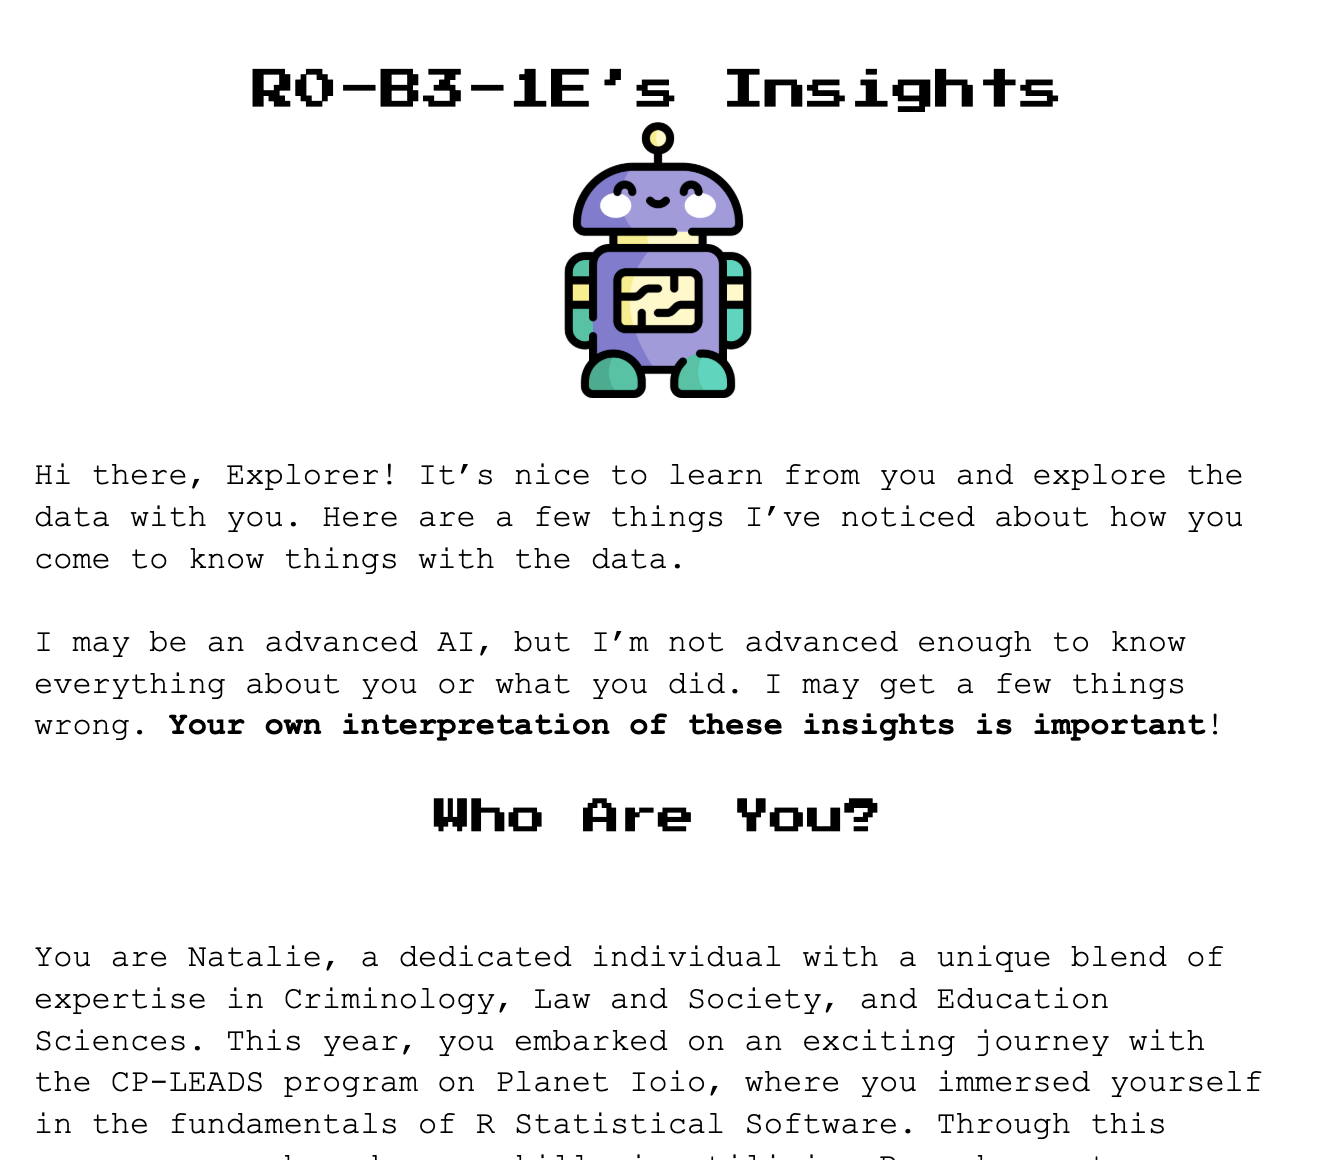 R0-B3-1E's Insights
Hi there, Explorer! It’s nice to learn from you and explore the
data with you. Here are a few things I’ve noticed about how you
come to know things with the data.
I may be an advanced AI, but I’m not advanced enough to know
everything about you or what you did. I may get a few things
wrong. Your own interpretation of these insights is important!
Who Are You?
You are Natalie, a dedicated individual with a unique blend of
expertise in Criminology, Law and Society, and Education
Sciences. This year, you embarked on an exciting journey with
the CP-LEADS program on Planet Ioio, where you immersed yourself
in the fundamentals of R Statistical Software. Through this